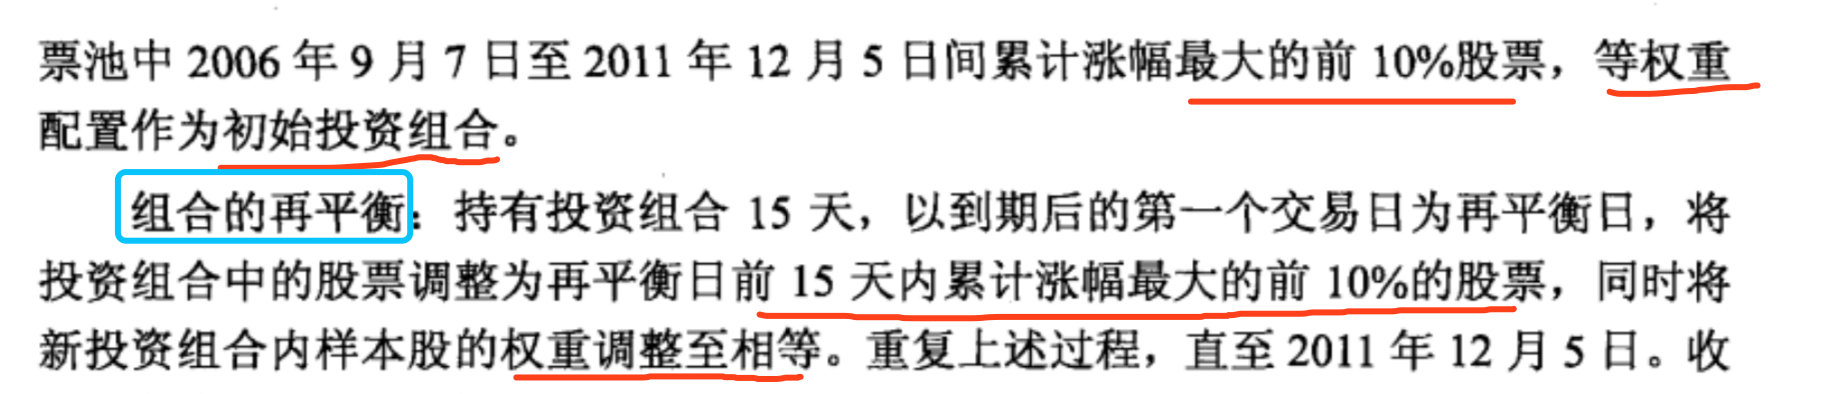 票池中 2006 年 9 月 7 日至 2011 年 12 月 5 日间累计涨幅最大的前 10%股票，等权重
配置作为初始投资组合。
组合的再平衡：持有投资组合 15 天，以到期后的第一个交易日为再平衡日，将
投资组合中的股票调整为再平衡日前 15 天内累计涨幅最大的前 10%的股票，同时将
新投资组合内样本股的权重调整至相等。重复上述过程，直至 2011 年 12 月 5 日。收